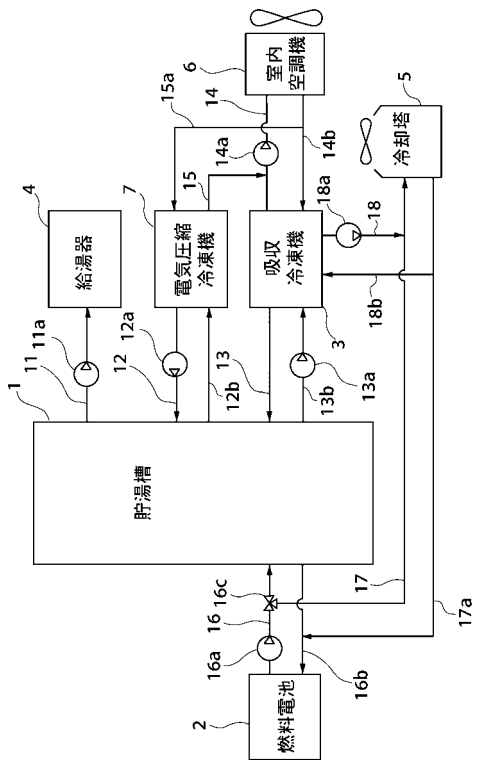 1
貯湯槽
2
燃料電池
3
吸収
冷凍機
4
給湯器
5
冷却塔
6
室内
空調機
7
電気圧縮
冷凍機
11
11a
12
12a
12b
13
13a
13b
14
14a
14b
15
15a
16
16a
16b
16c
17
17a
18
18a
18b